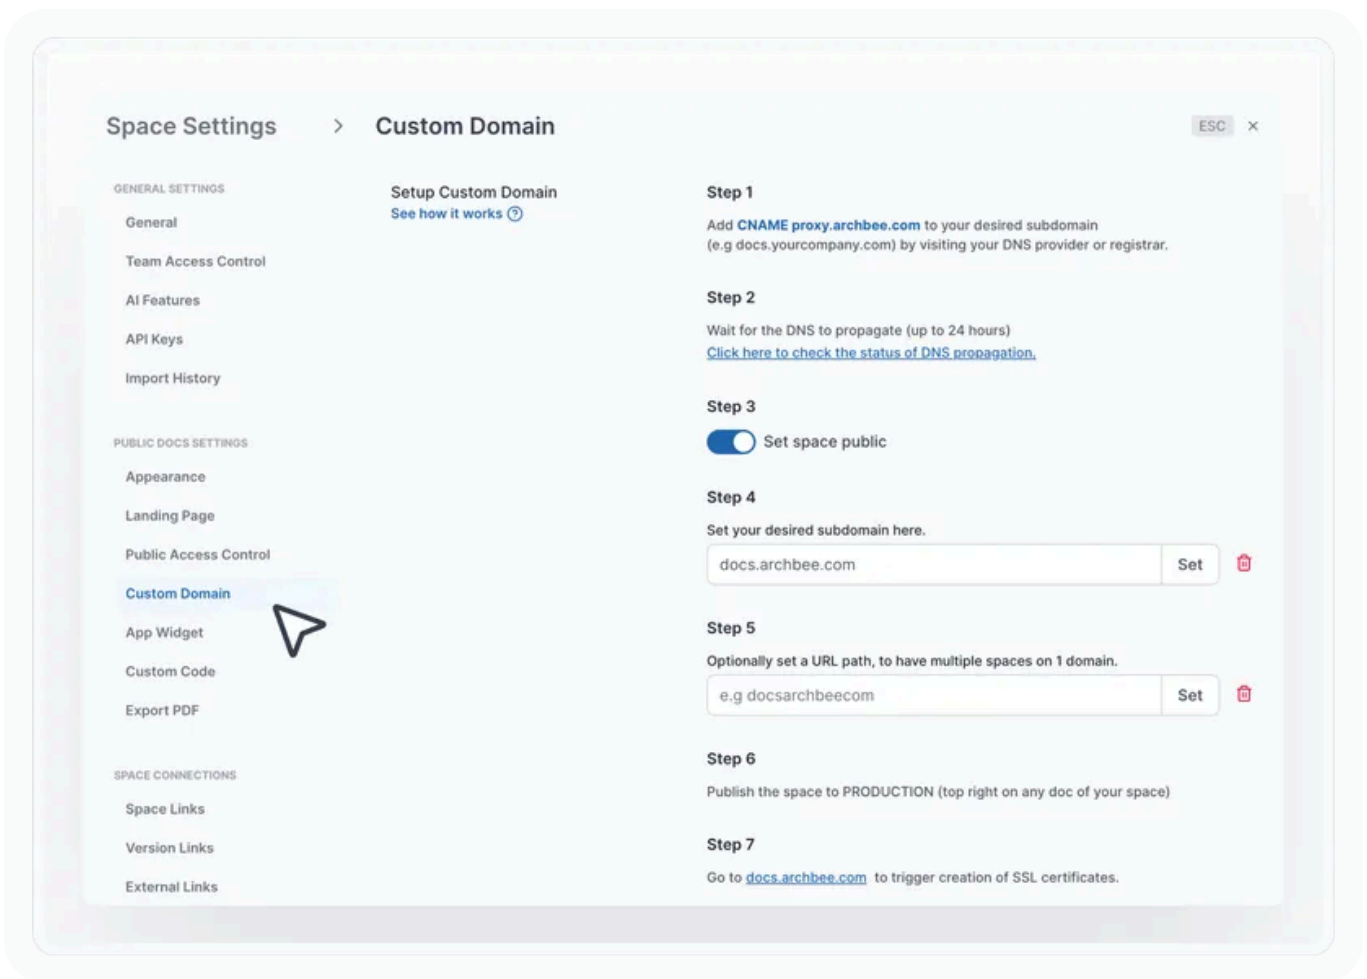 Space Settings > Custom Domain
ESC ×
GENERAL SETTINGS
General
Team Access Control
AI Features
API Keys
Import History
PUBLIC DOCS SETTINGS
Appearance
Landing Page
Public Access Control
Custom Domain
App Widget
Custom Code
Export PDF
SPACE CONNECTIONS
Space Links
Version Links
External Links
Setup Custom Domain
See how it works ?
Step 1
Add CNAME proxy.archbee.com to your desired subdomain
(e.g docs.yourcompany.com) by visiting your DNS provider or registrar.
Step 2
Wait for the DNS to propagate (up to 24 hours)
Click here to check the status of DNS propagation.
Step 3
Set space public
Step 4
Set your desired subdomain here.
docs.archbee.com Set
Step 5
Optionally set a URL path, to have multiple spaces on 1 domain.
e.g docsarchbeecom Set
Step 6
Publish the space to PRODUCTION (top right on any doc of your space)
Step 7
Go to docs.archbee.com to trigger creation of SSL certificates.